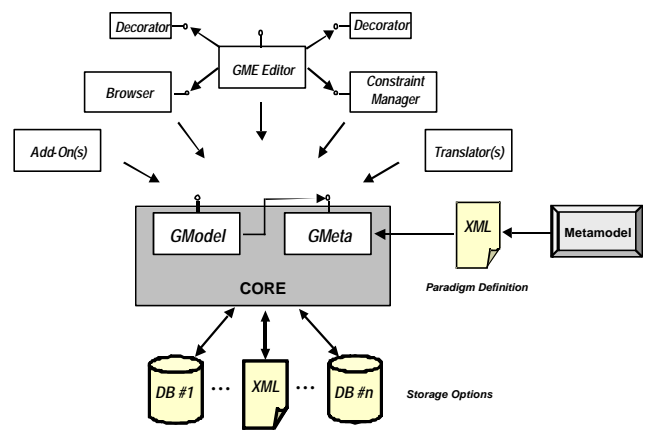 Decorator
Decorator
GME Editor
Browser
Constraint
Manager
Add-On(s)
Translator(s)
GModel
GMeta
XML
Metamodel
CORE
Paradigm Definition
DB #1
...
XML
...
DB #n
Storage Options